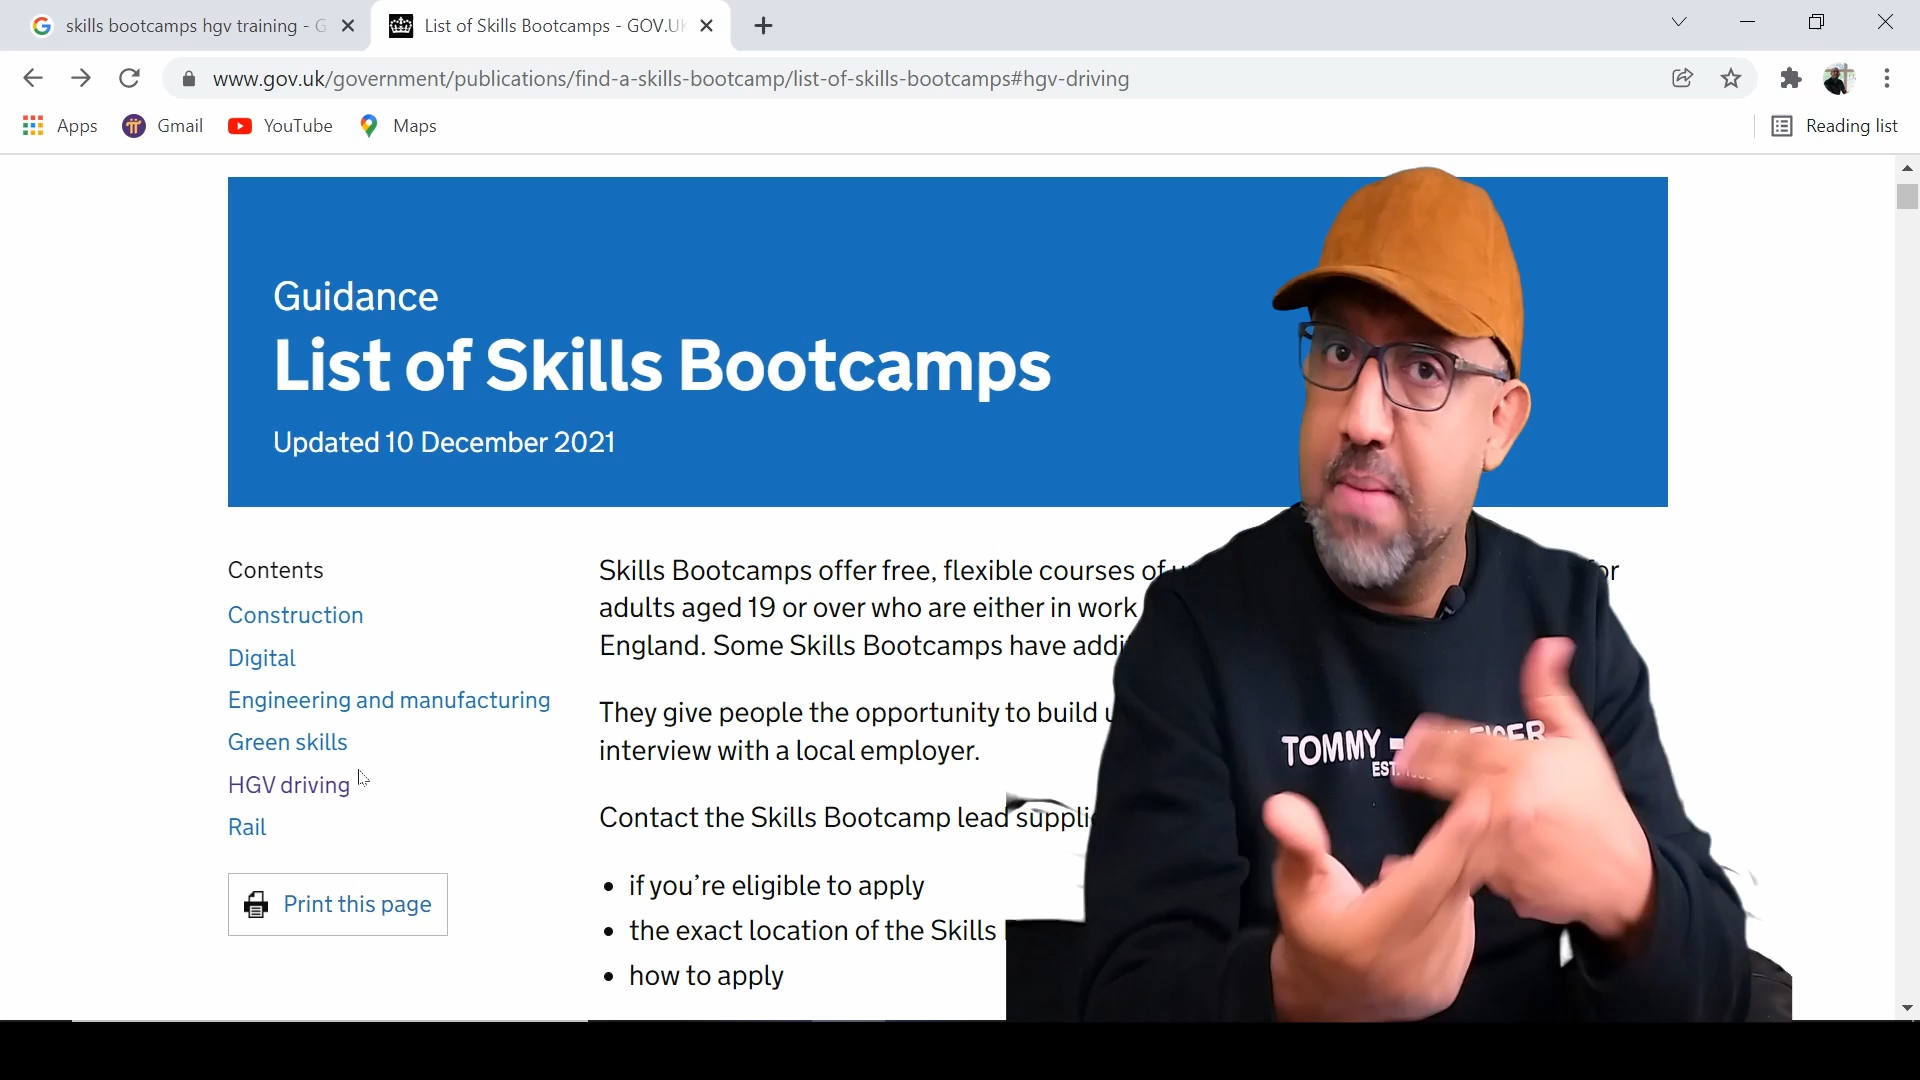 skills bootcamps hgv training - G
List of Skills Bootcamps - GOV.UK
www.gov.uk/government/publications/find-a-skills-bootcamp/list-of-skills-bootcamps#hgv-driving
Apps
Gmail
YouTube
Maps
Reading list
Guidance
List of Skills Bootcamps
Updated 10 December 2021
Contents
Construction
Digital
Engineering and manufacturing
Green skills
HGV driving
Rail
Print this page
Skills Bootcamps offer free, flexible courses of
adults aged 19 or over who are either in work
England. Some Skills Bootcamps have
They give people the opportunity to build
interview with a local employer.
Contact the Skills Bootcamp lead
• if you’re eligible to apply
• the exact location of the Skills
• how to apply
TOMMY
EST.